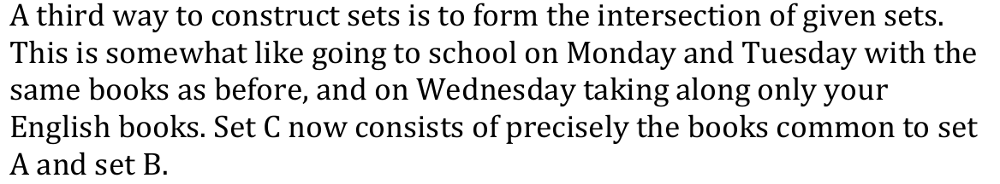 A third way to construct sets is to form the intersection of given sets.
This is somewhat like going to school on Monday and Tuesday with the
same books as before, and on Wednesday taking along only your
English books. Set C now consists of precisely the books common to set
A and set B.